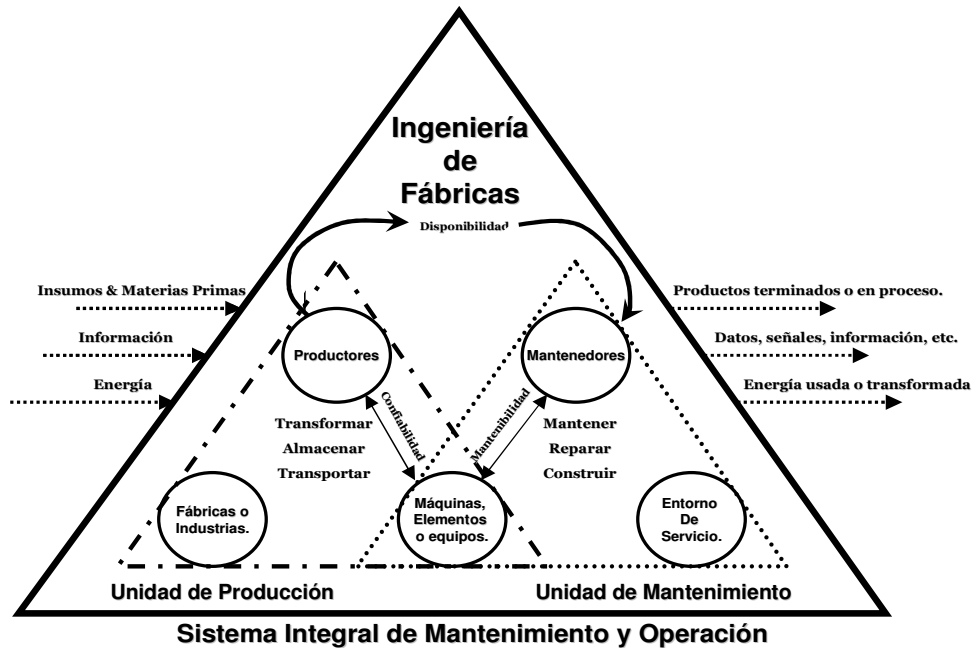 Ingeniería
de
Fábricas
Disponibilidad
Insumos & Materias Primas
Información
Energía
Productos terminados o en proceso.
Datos, señales, información, etc.
Energía usada o transformada
Productores
Mantenedores
Confiabilidad
Mantenibilidad
Transformar
Almacenar
Transportar
Mantener
Reparar
Construir
Fábricas o
Industrias.
Máquinas,
Elementos
o equipos.
Entorno
De
Servicio.
Unidad de Producción
Unidad de Mantenimiento
Sistema Integral de Mantenimiento y Operación